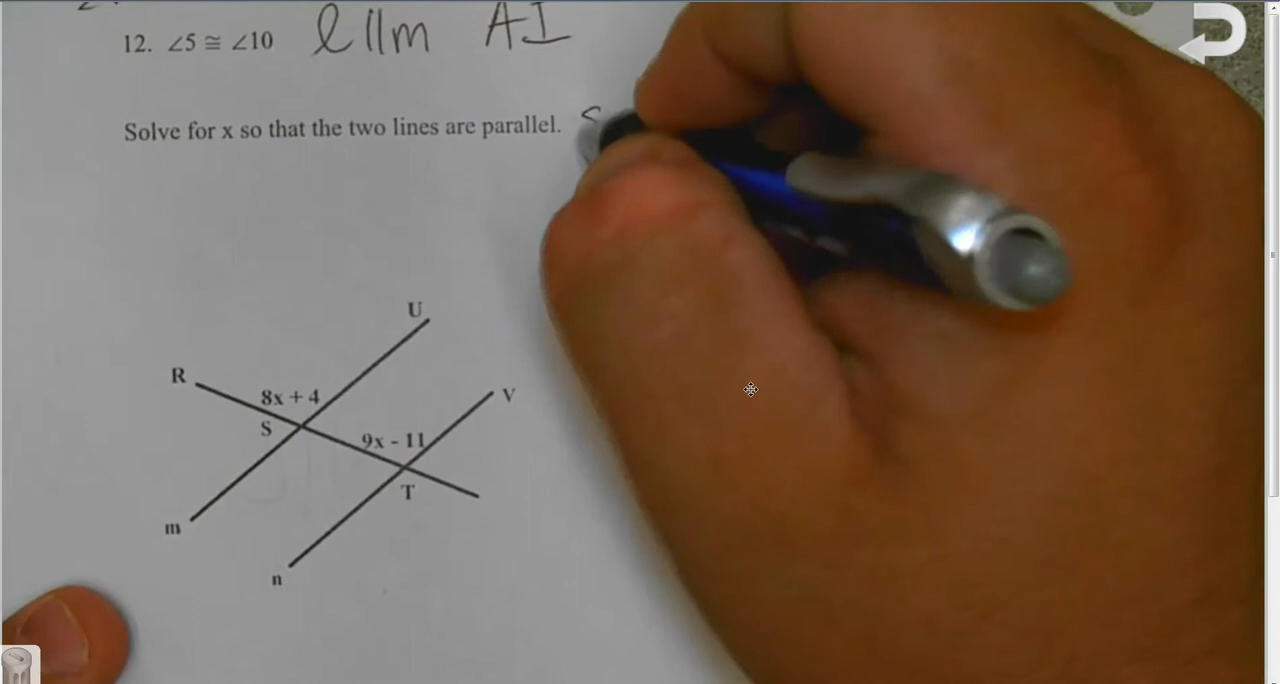 12. ∠5 ≅ ∠10 l || m AI
Solve for x so that the two lines are parallel.
U
R
8x + 4
V
S
9x - 11
T
m
n